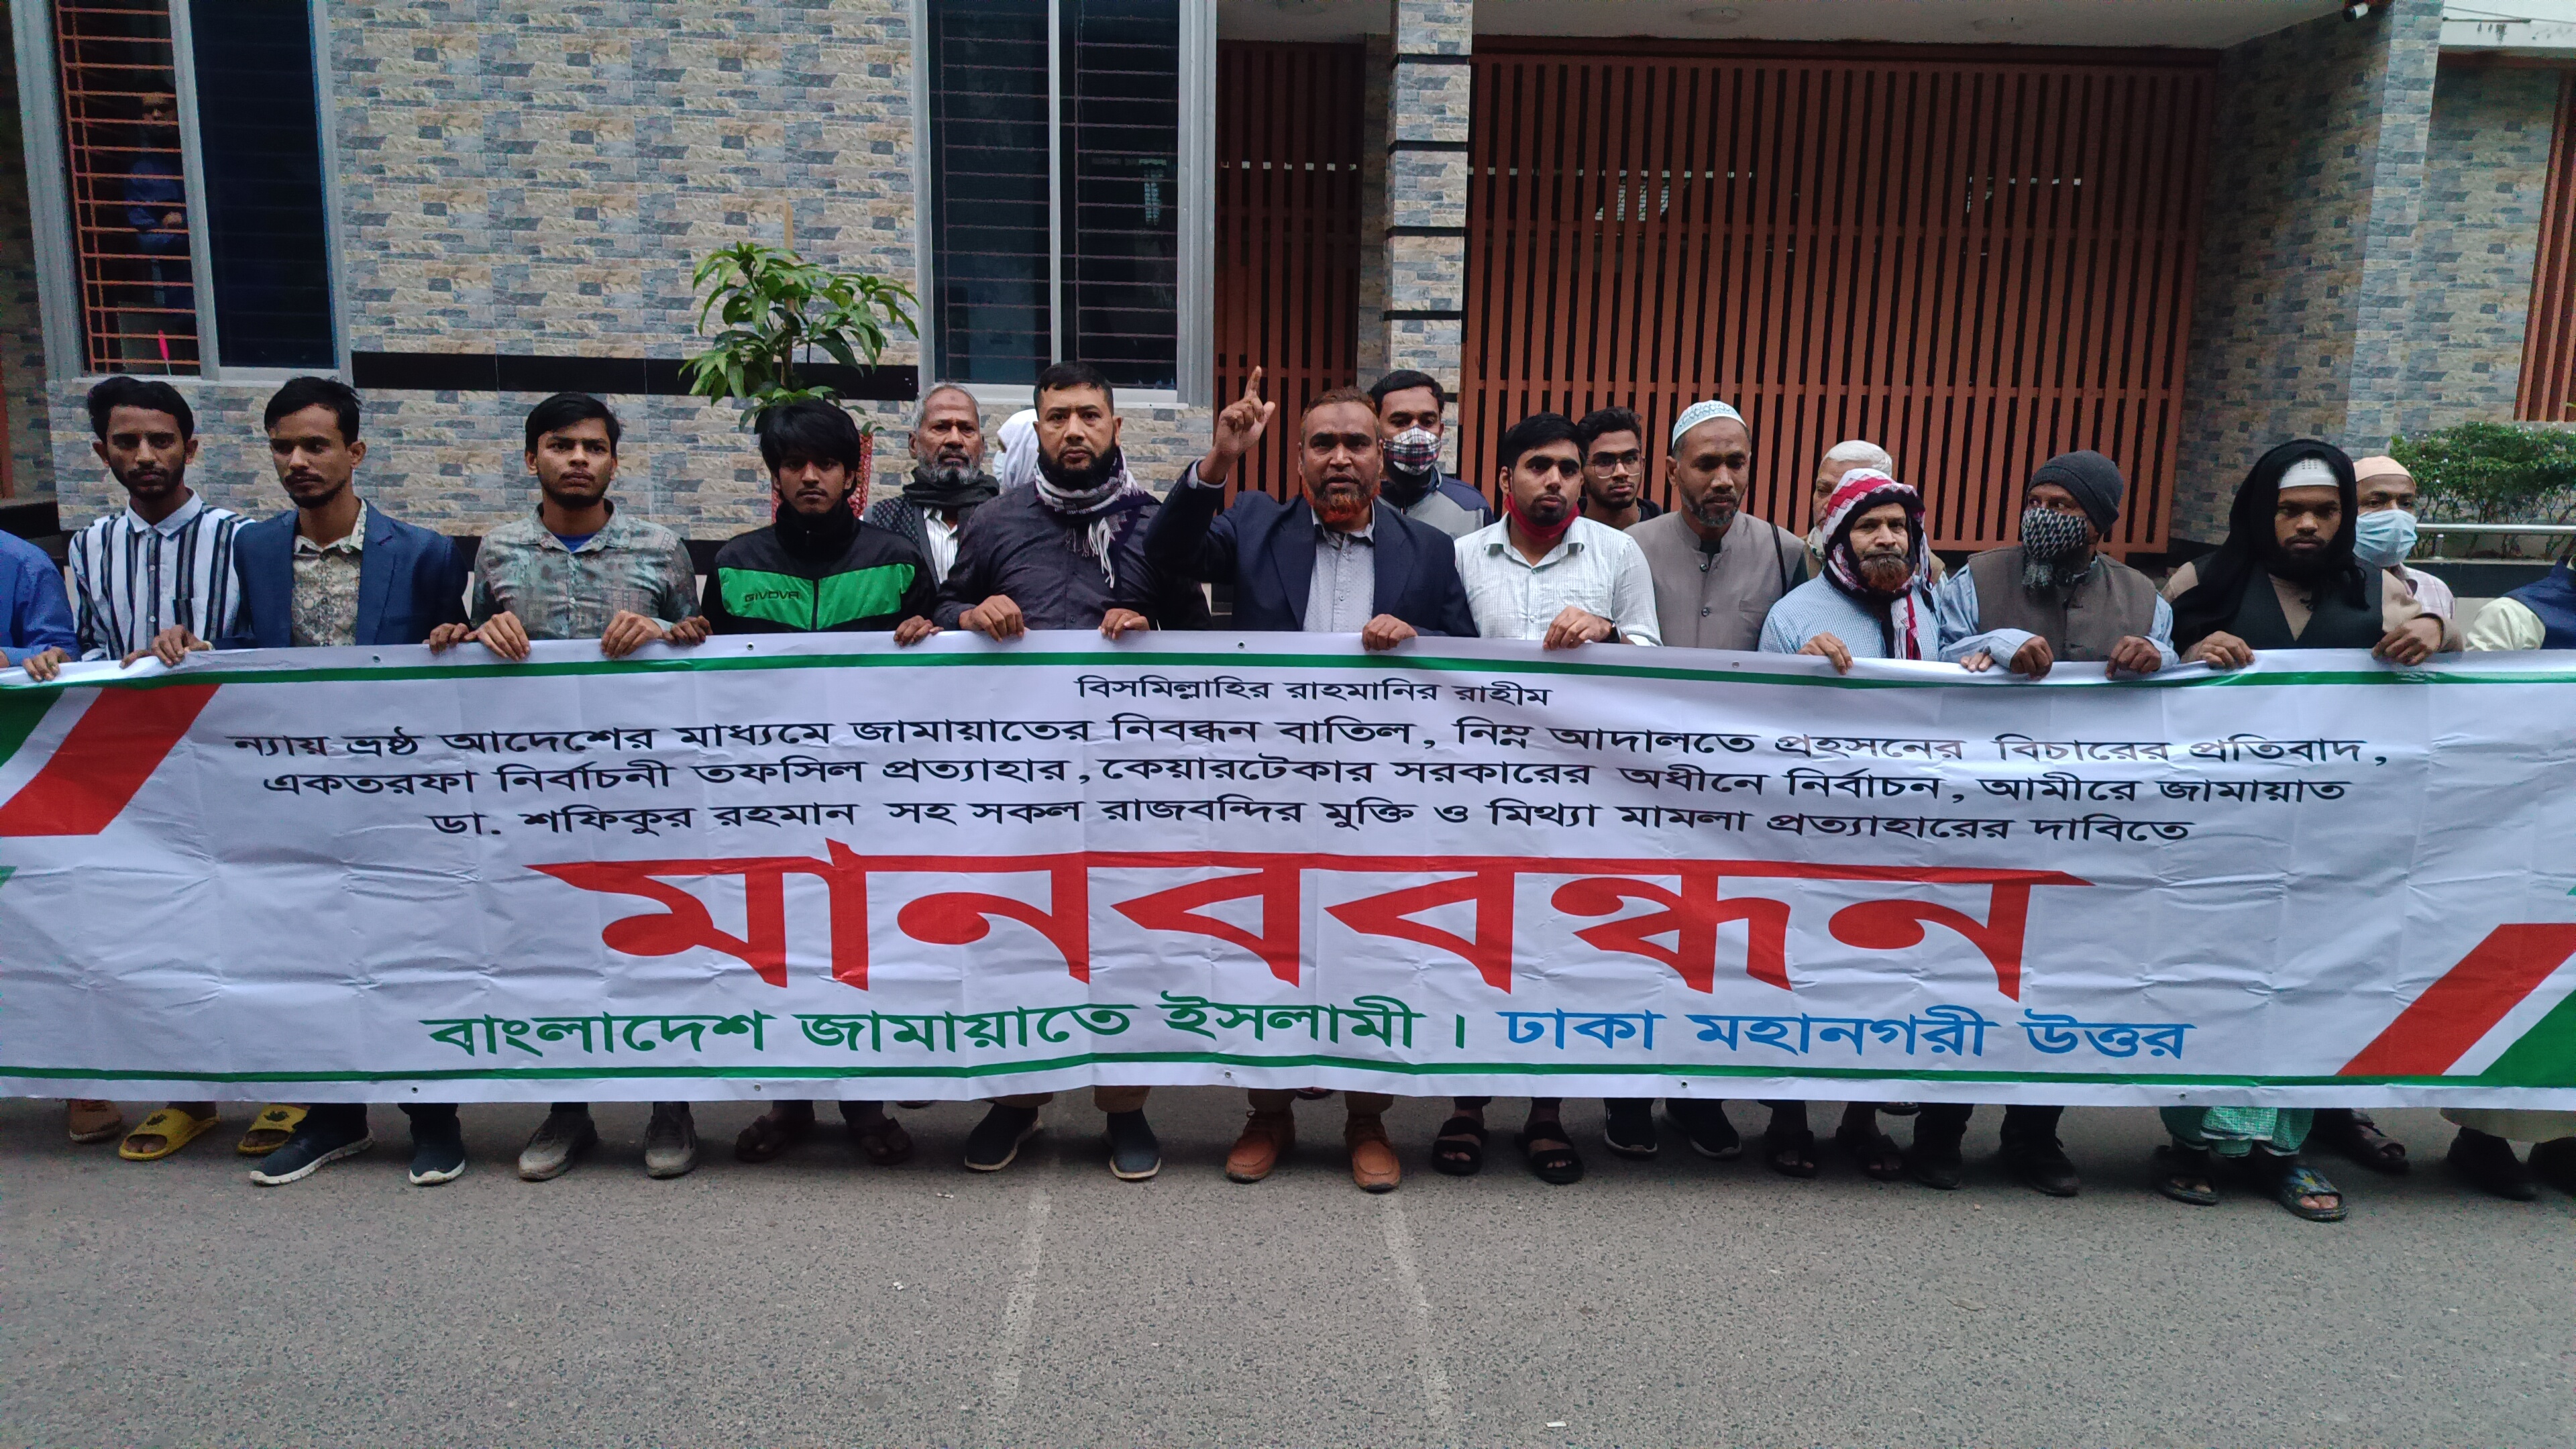 GIVOVA
বিসমিল্লাহির রাহমানির রাহীম
ন্যায় ভ্রষ্ঠ আদেশের মাধ্যমে জামায়াতের নিবন্ধন বাতিল, নিম্ন আদালতে প্রহসনের বিচারের প্রতিবাদ,
একতরফা নির্বাচনী তফসিল প্রত্যাহার, কেয়ারটেকার সরকারের অধীনে নির্বাচন, আমীরে জামায়াত
ডা. শফিকুর রহমান সহ সকল রাজবন্দির মুক্তি ও মিথ্যা মামলা প্রত্যাহারের দাবিতে
মানববন্ধন
বাংলাদেশ জামায়াতে ইসলামী। ঢাকা মহানগরী উত্তর